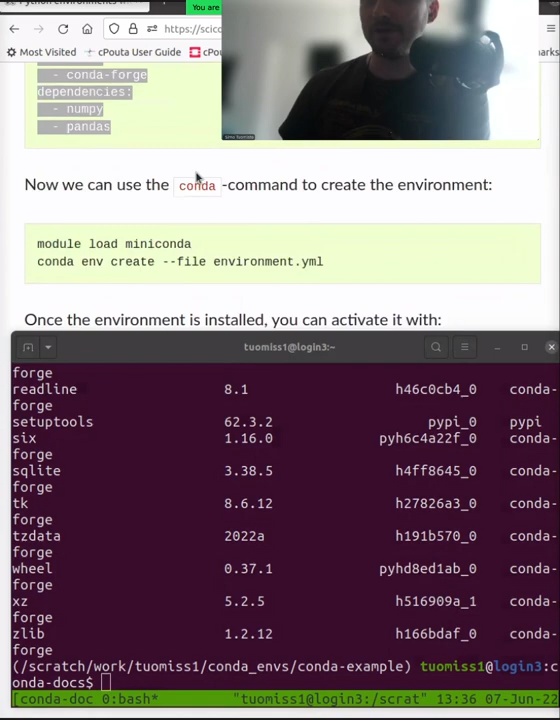 You are
https://scico
Most Visited
cPouta User Guide
cPou
marks
- conda-forge
dependencies:
- numpy
- pandas
Now we can use the conda -command to create the environment:
module load miniconda
conda env create --file environment.yml
Once the environment is installed, you can activate it with:
tuomiss1@login3:~
forge
readline 8.1 h46c0cb4_0 conda-
forge
setuptools 62.3.2 pypi_0 pypi
six 1.16.0 pyh6c4a22f_0 conda-
forge
sqlite 3.38.5 h4ff8645_0 conda-
forge
tk 8.6.12 h27826a3_0 conda-
forge
tzdata 2022a h191b570_0 conda-
forge
wheel 0.37.1 pyhd8ed1ab_0 conda-
forge
xz 5.2.5 h516909a_1 conda-
forge
zlib 1.2.12 h166bdaf_0 conda-
forge
(/scratch/work/tuomiss1/conda_envs/conda-example) tuomiss1@login3:c
onda-docs$
[conda-doc 0:bash* "tuomiss1@login3:/scrat" 13:36 07-Jun-22